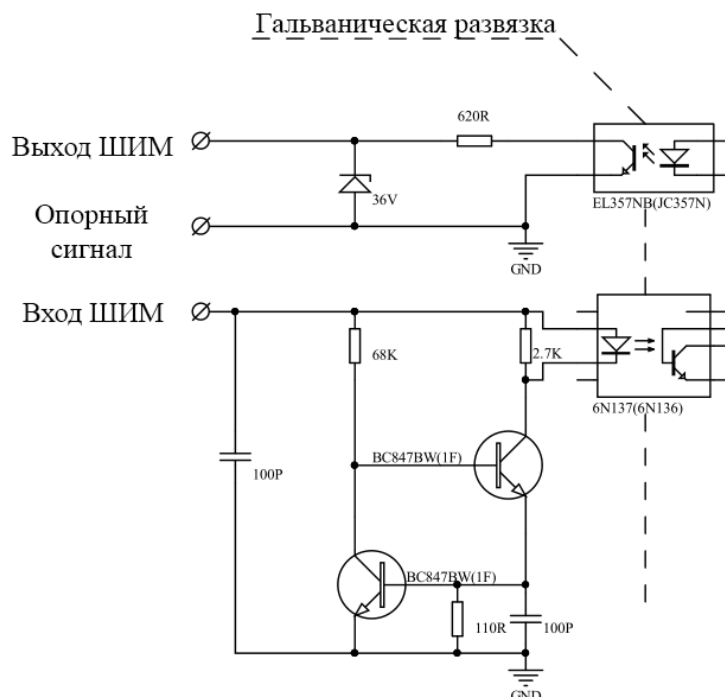 Гальваническая развязка
620R
Выход ШИМ
36V
EL357NB(JC357N)
Опорный
сигнал
GND
Вход ШИМ
68K
2.7K
6N137(6N136)
BC847BW(1F)
100P
BC847BW(1F)
110R
100P
GND